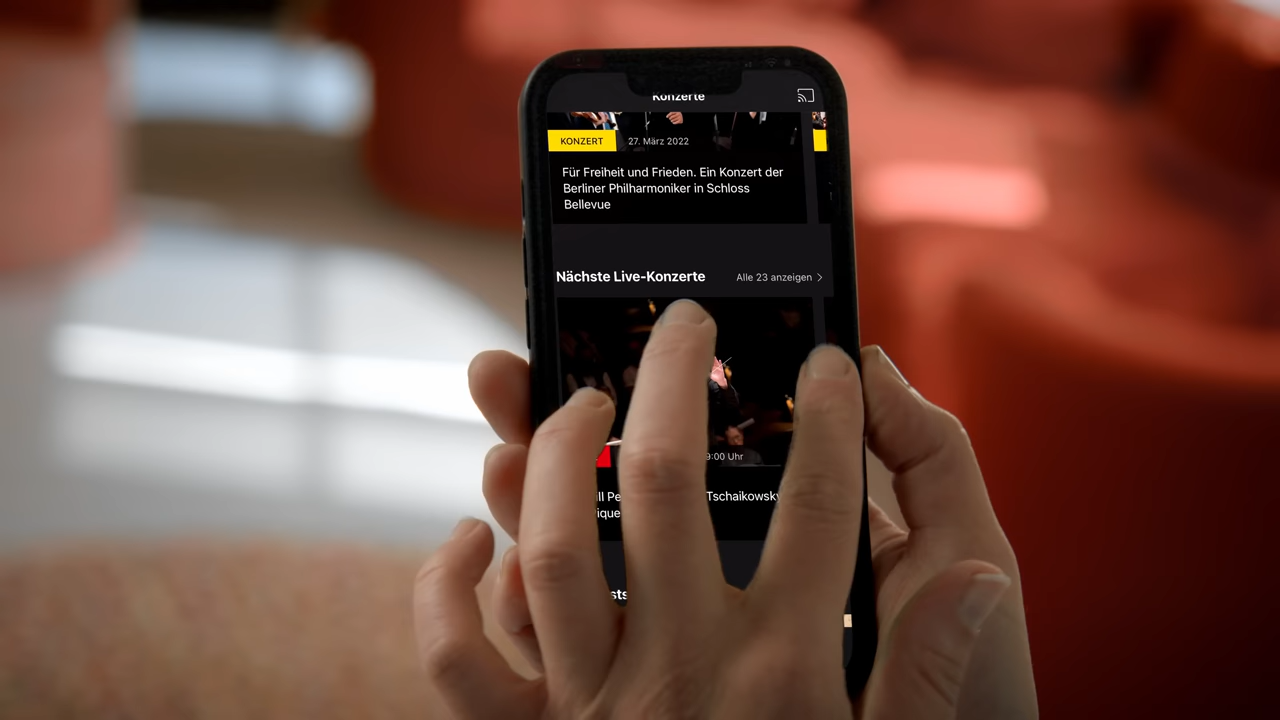 Konzerte
KONZERT 27. März 2022
Für Freiheit und Frieden. Ein Konzert der
Berliner Philharmoniker in Schloss
Bellevue
Nächste Live-Konzerte Alle 23 anzeigen
9:00 Uhr
Tschaikowsky